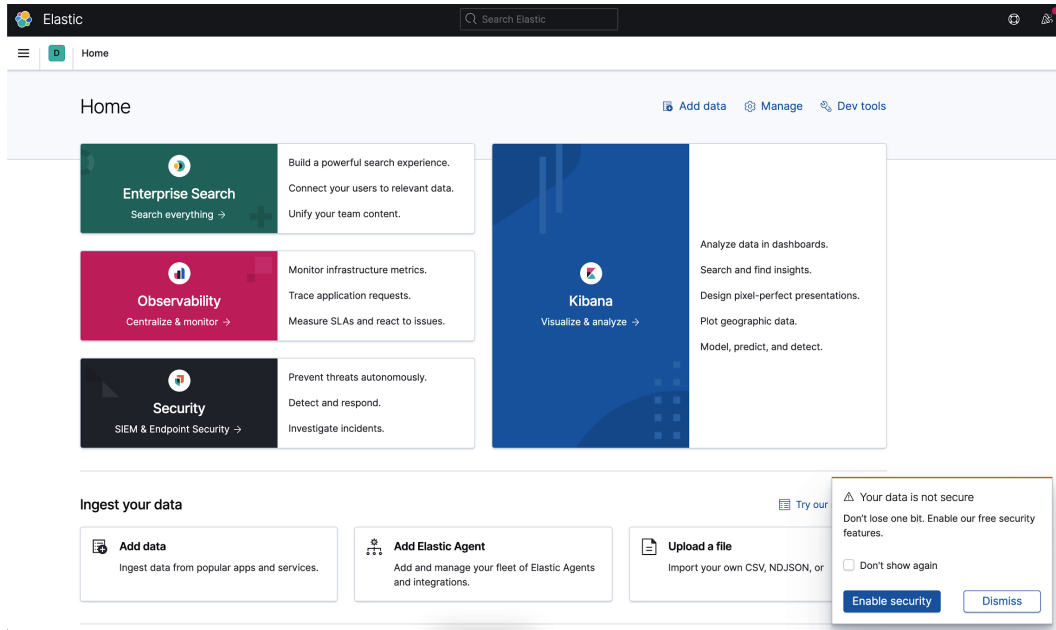 Elastic
Search Elastic
D
Home
Home
Add data
Manage
Dev tools
Enterprise Search
Search everything →
Build a powerful search experience.
Connect your users to relevant data.
Unify your team content.
Observability
Centralize & monitor →
Monitor infrastructure metrics.
Trace application requests.
Measure SLAs and react to issues.
Security
SIEM & Endpoint Security →
Prevent threats autonomously.
Detect and respond.
Investigate incidents.
Kibana
Visualize & analyze →
Analyze data in dashboards.
Search and find insights.
Design pixel-perfect presentations.
Plot geographic data.
Model, predict, and detect.
Ingest your data
Try our
Add data
Ingest data from popular apps and services.
Add Elastic Agent
Add and manage your fleet of Elastic Agents
and integrations.
Upload a file
Import your own CSV, NDJSON, or
Your data is not secure
Don't lose one bit. Enable our free security
features.
Don't show again
Enable security
Dismiss